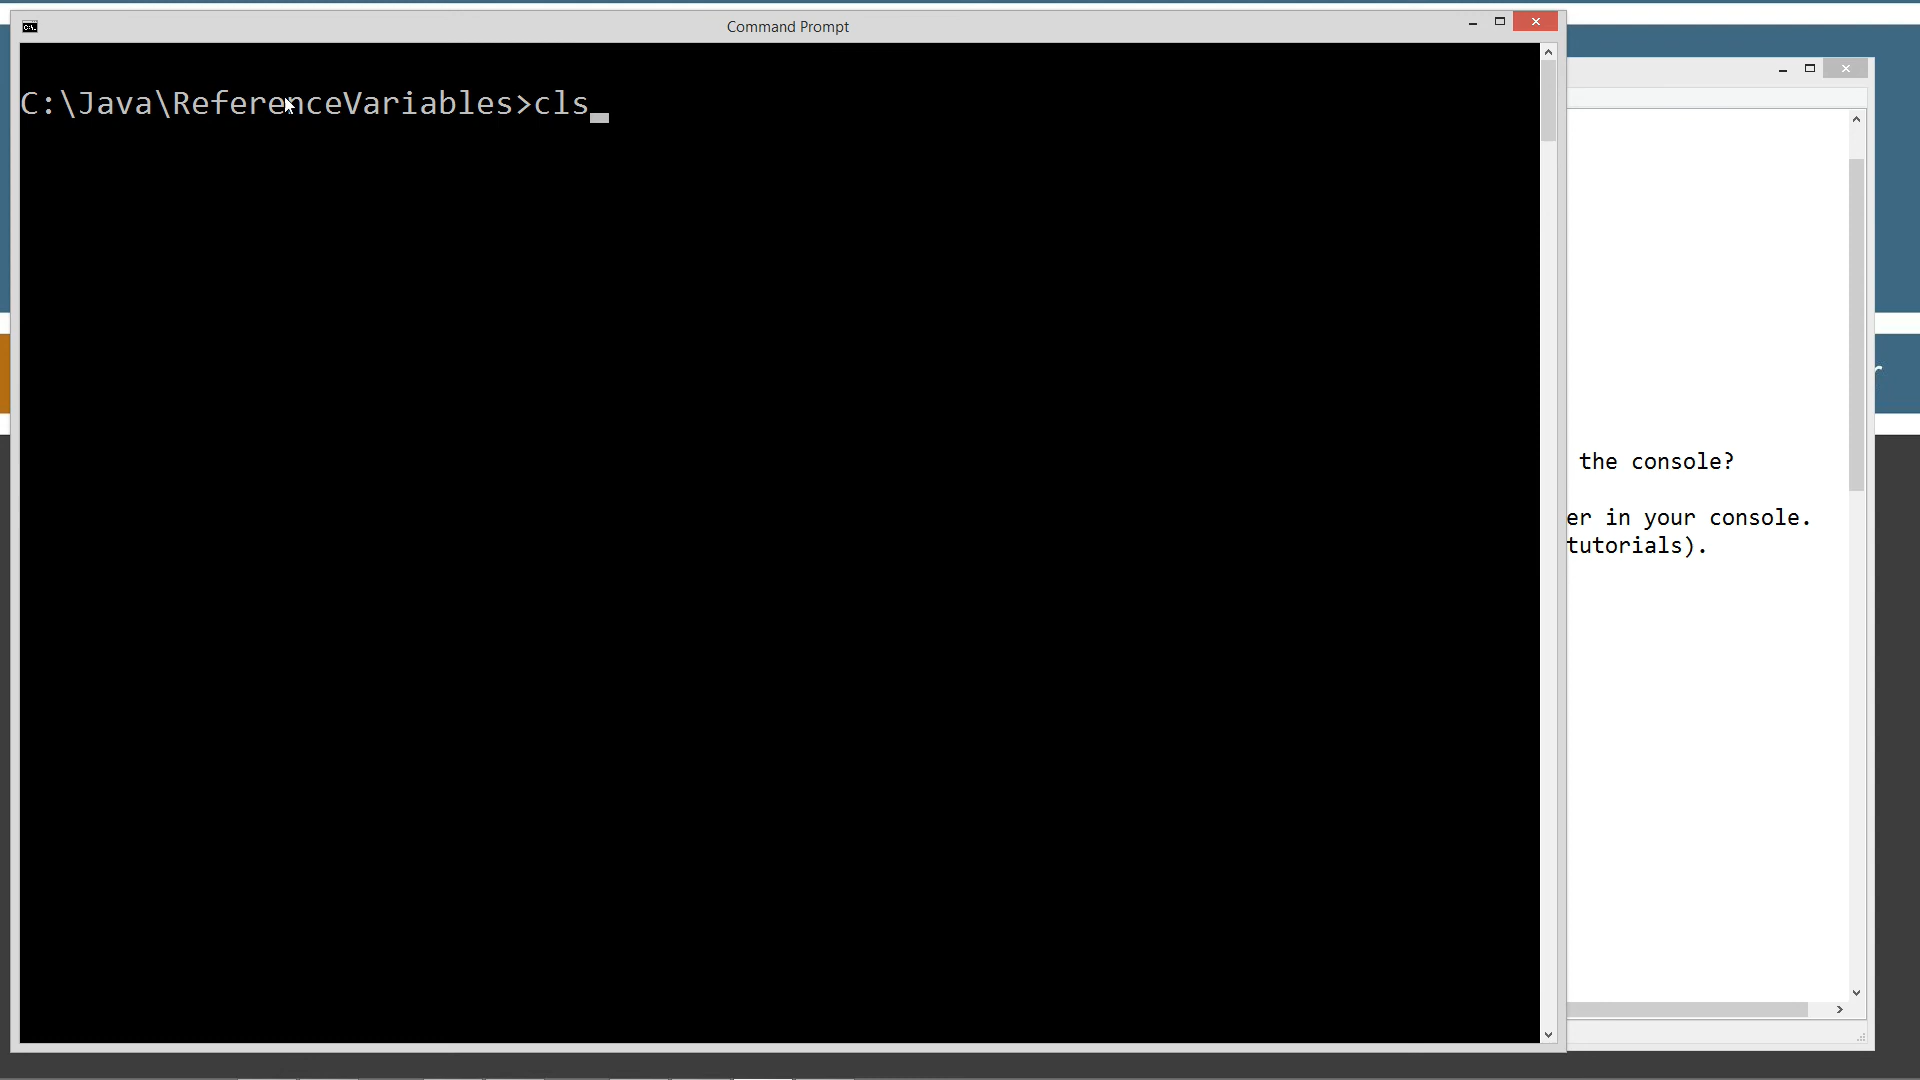 Command Prompt
C:\Java\ReferenceVariables>cls
the console?
er in your console.
tutorials).